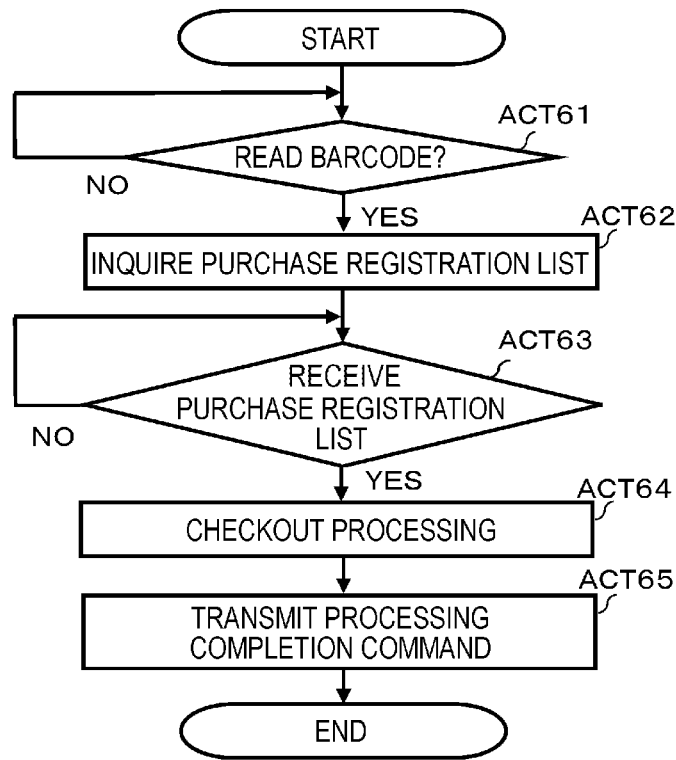 START
ACT61
READ BARCODE?
NO
YES
ACT62
INQUIRE PURCHASE REGISTRATION LIST
ACT63
RECEIVE
PURCHASE REGISTRATION
LIST
NO
YES
ACT64
CHECKOUT PROCESSING
ACT65
TRANSMIT PROCESSING
COMPLETION COMMAND
END